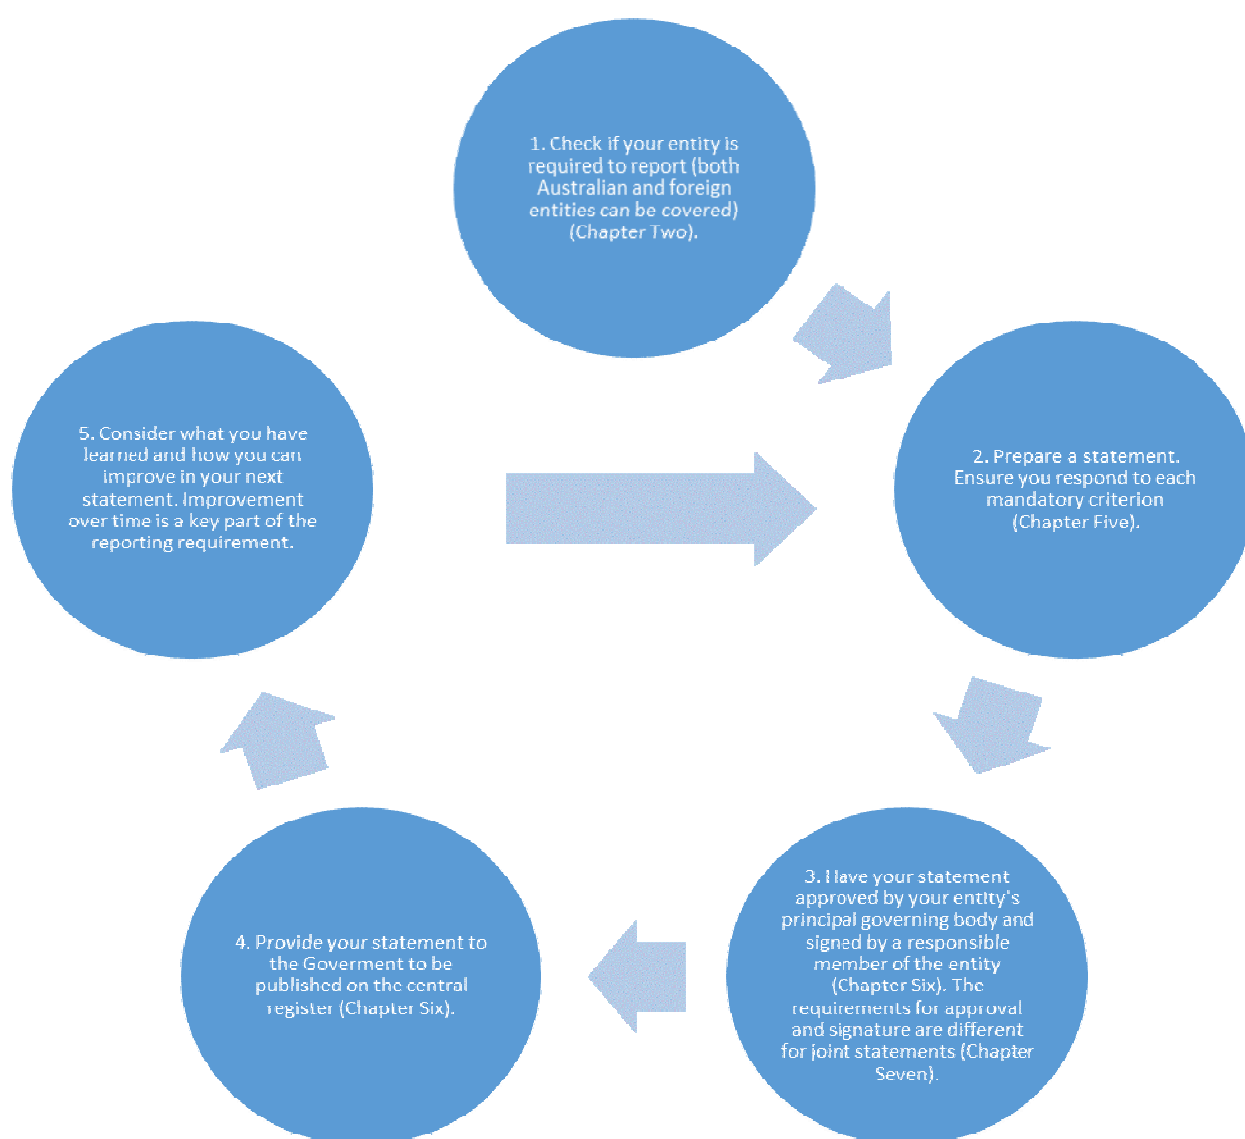 1. Check if your entity is
required to report (both
Australian and foreign
entities can be covered)
(Chapter Two).
2. Prepare a statement.
Ensure you respond to each
mandatory criterion
(Chapter Five).
3. Have your statement
approved by your entity's
principal governing body and
signed by a responsible
member of the entity
(Chapter Six). The
requirements for approval
and signature are different
for joint statements (Chapter
Seven).
4. Provide your statement to
the Goverment to be
published on the central
register (Chapter Six).
5. Consider what you have
learned and how you can
improve in your next
statement. Improvement
over time is a key part of the
reporting requirement.